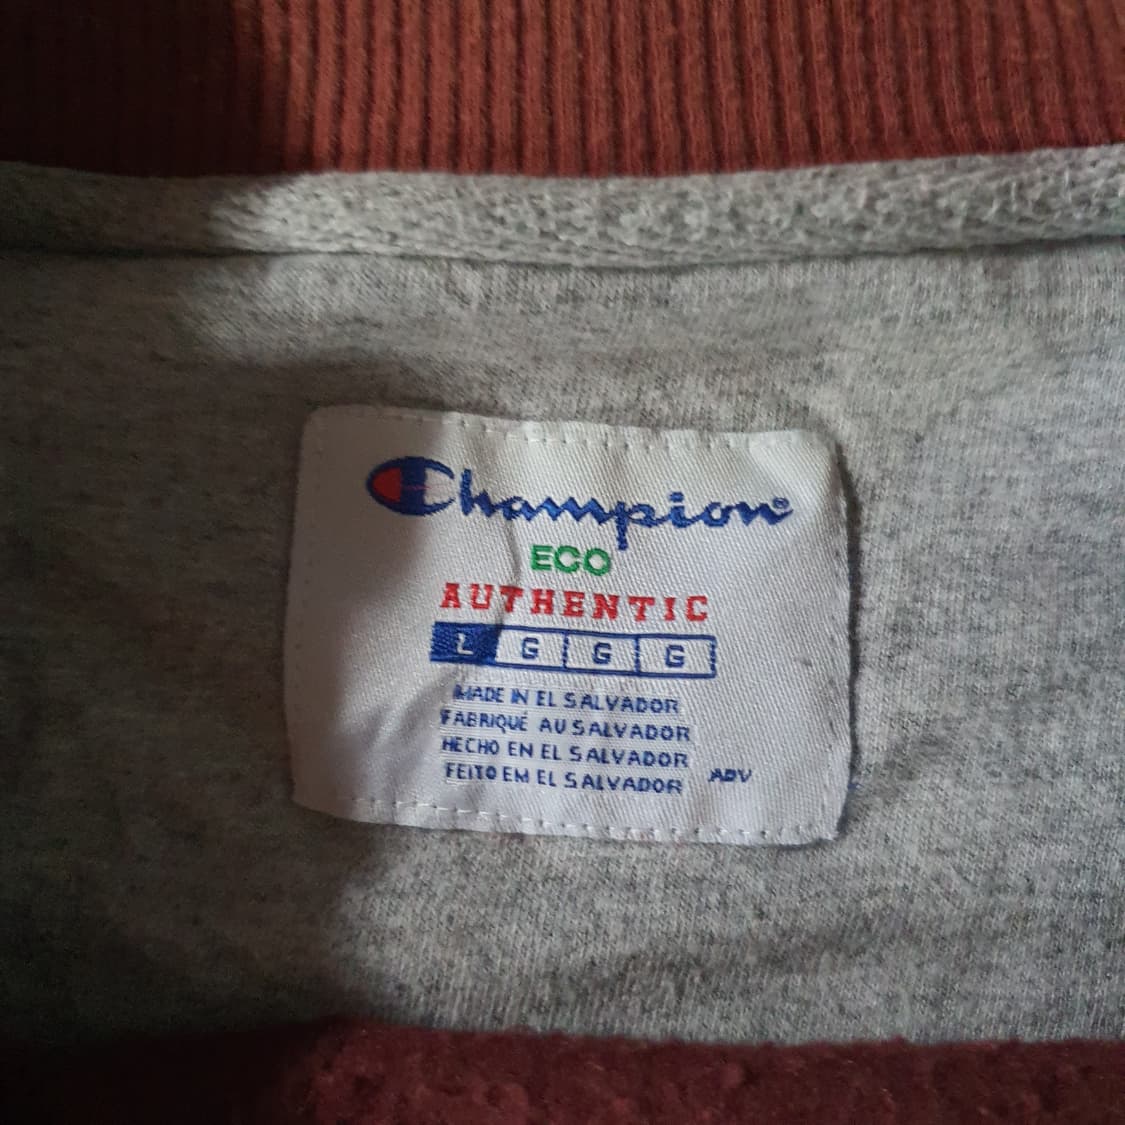 Champion®
ECO
AUTHENTIC
L G G G
MADE IN EL SALVADOR
FABRIQUÉ AU SALVADOR
HECHO EN EL SALVADOR
FEITO EM EL SALVADOR ADV